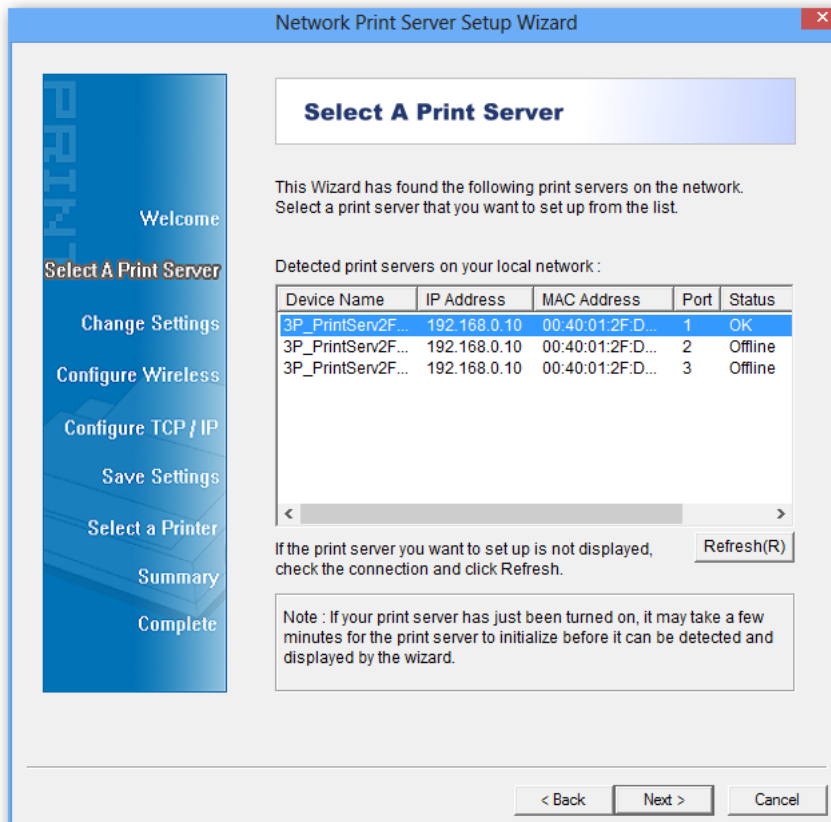 Network Print Server Setup Wizard
PRINT
Welcome
Select A Print Server
Change Settings
Configure Wireless
Configure TCP / IP
Save Settings
Select a Printer
Summary
Complete
Select A Print Server
This Wizard has found the following print servers on the network.
Select a print server that you want to set up from the list.
Detected print servers on your local network :
Device Name IP Address MAC Address Port Status
3P_PrintServ2F... 192.168.0.10 00:40:01:2F:D... 1 OK
3P_PrintServ2F... 192.168.0.10 00:40:01:2F:D... 2 Offline
3P_PrintServ2F... 192.168.0.10 00:40:01:2F:D... 3 Offline
If the print server you want to set up is not displayed,
check the connection and click Refresh.
Refresh(R)
Note : If your print server has just been turned on, it may take a few
minutes for the print server to initialize before it can be detected and
displayed by the wizard.
< Back Next > Cancel